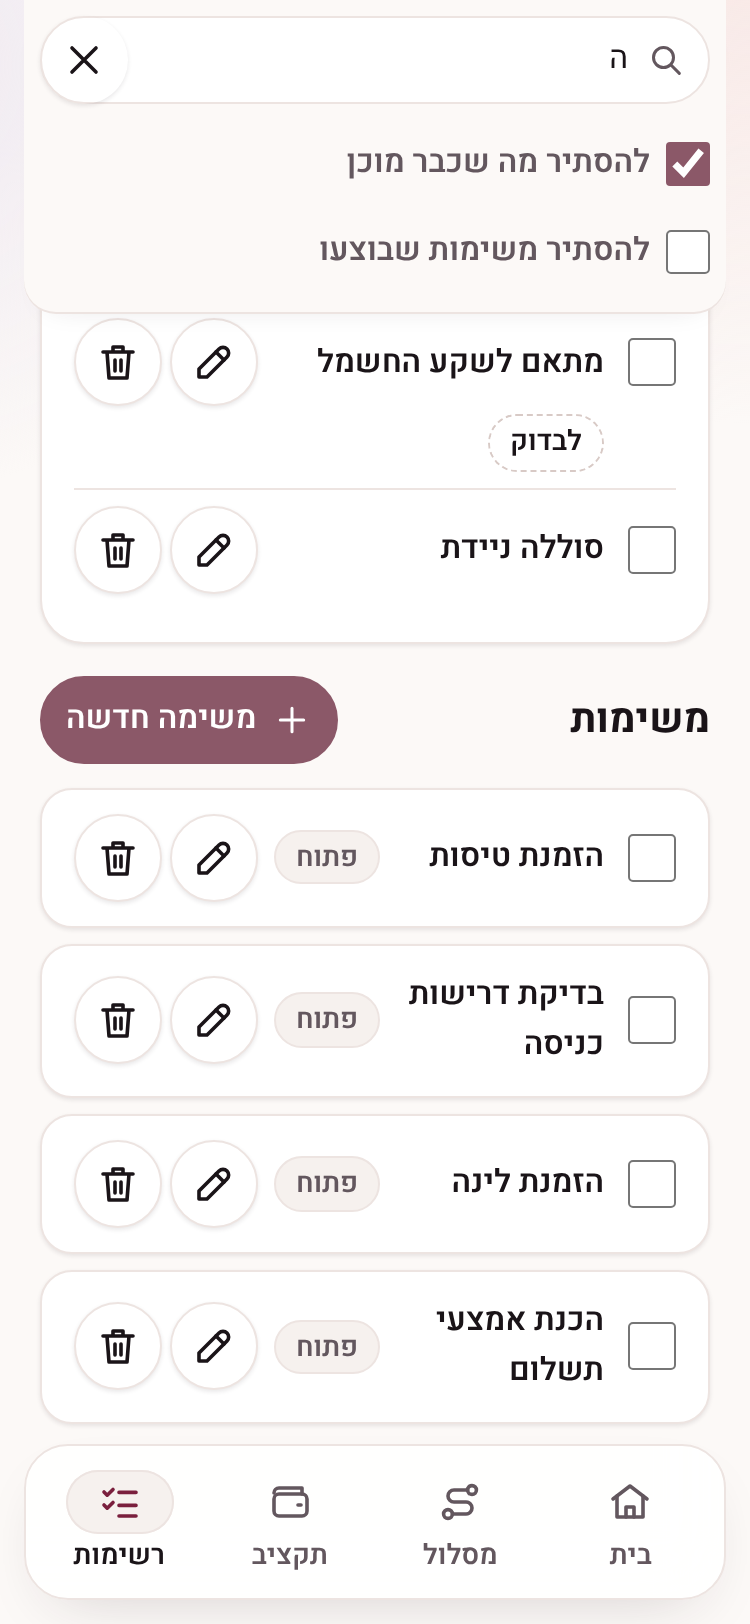 ה
להסתיר מה שכבר מוכן
להסתיר משימות שבוצעו
מתאם לשקע החשמל
לבדוק
סוללה ניידת
משימות
משימה חדשה
הזמנת טיסות
פתוח
בדיקת דרישות
כניסה
פתוח
הזמנת לינה
פתוח
הכנת אמצעי
תשלום
פתוח
בית
מסלול
תקציב
רשימות